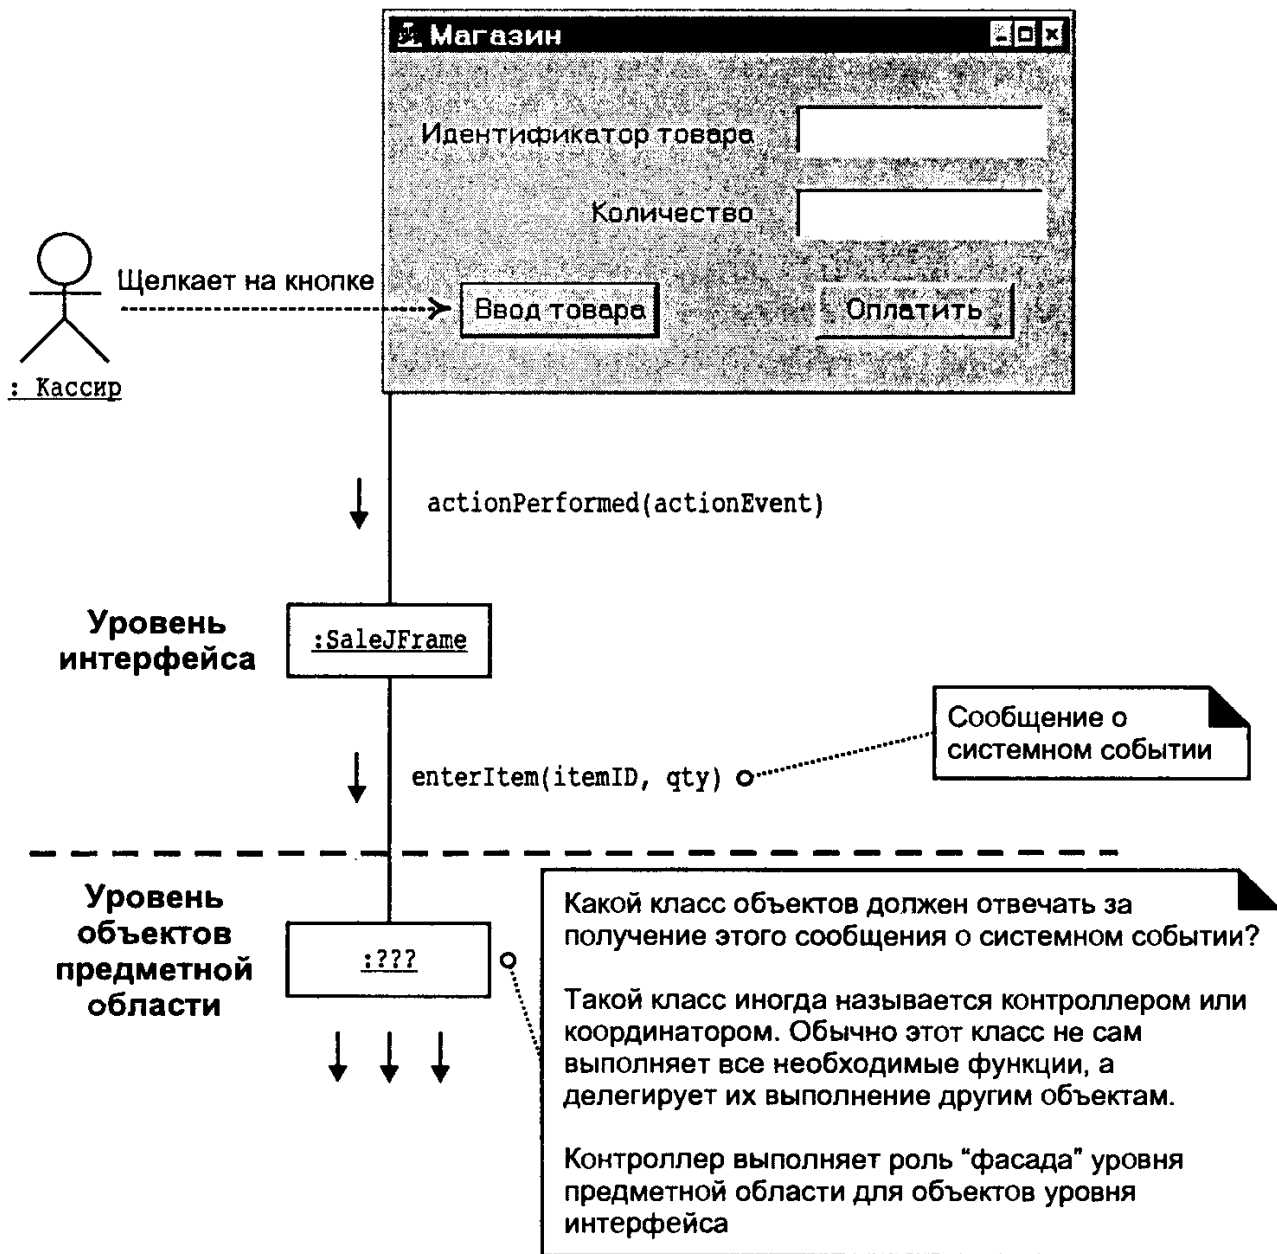 Магазин
Идентификатор товара
Количество
Щелкает на кнопке
Ввод товара
Оплатить
: Кассир
actionPerformed(actionEvent)
Уровень
интерфейса
:SaleJFrame
Сообщение о
системном событии
enterItem(itemID, qty)
Уровень
объектов
предметной
области
:???
Какой класс объектов должен отвечать за
получение этого сообщения о системном событии?
Такой класс иногда называется контроллером или
координатором. Обычно этот класс не сам
выполняет все необходимые функции, а
делегирует их выполнение другим объектам.
Контроллер выполняет роль "фасада" уровня
предметной области для объектов уровня
интерфейса